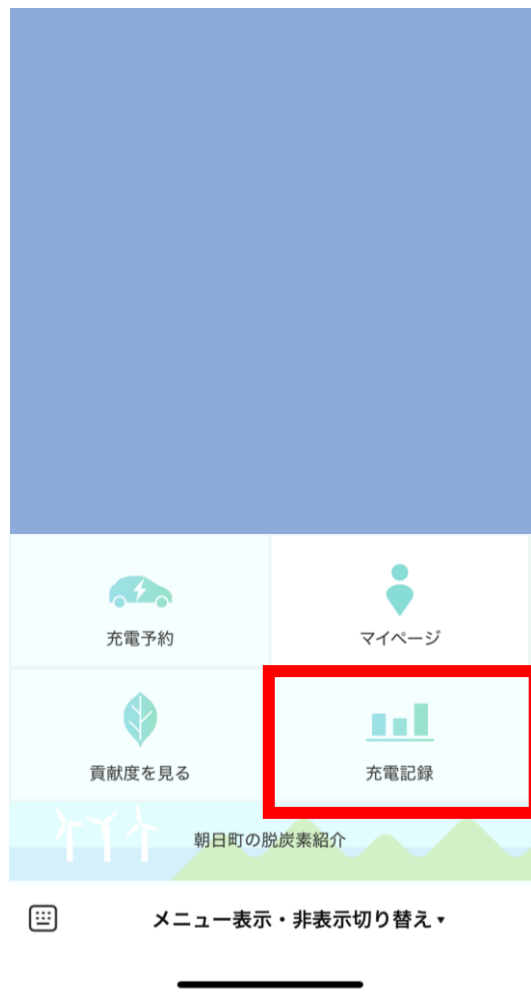 充電予約
マイページ
貢献度を見る
充電記録
朝日町の脱炭素紹介
メニュー表示・非表示切り替え▾